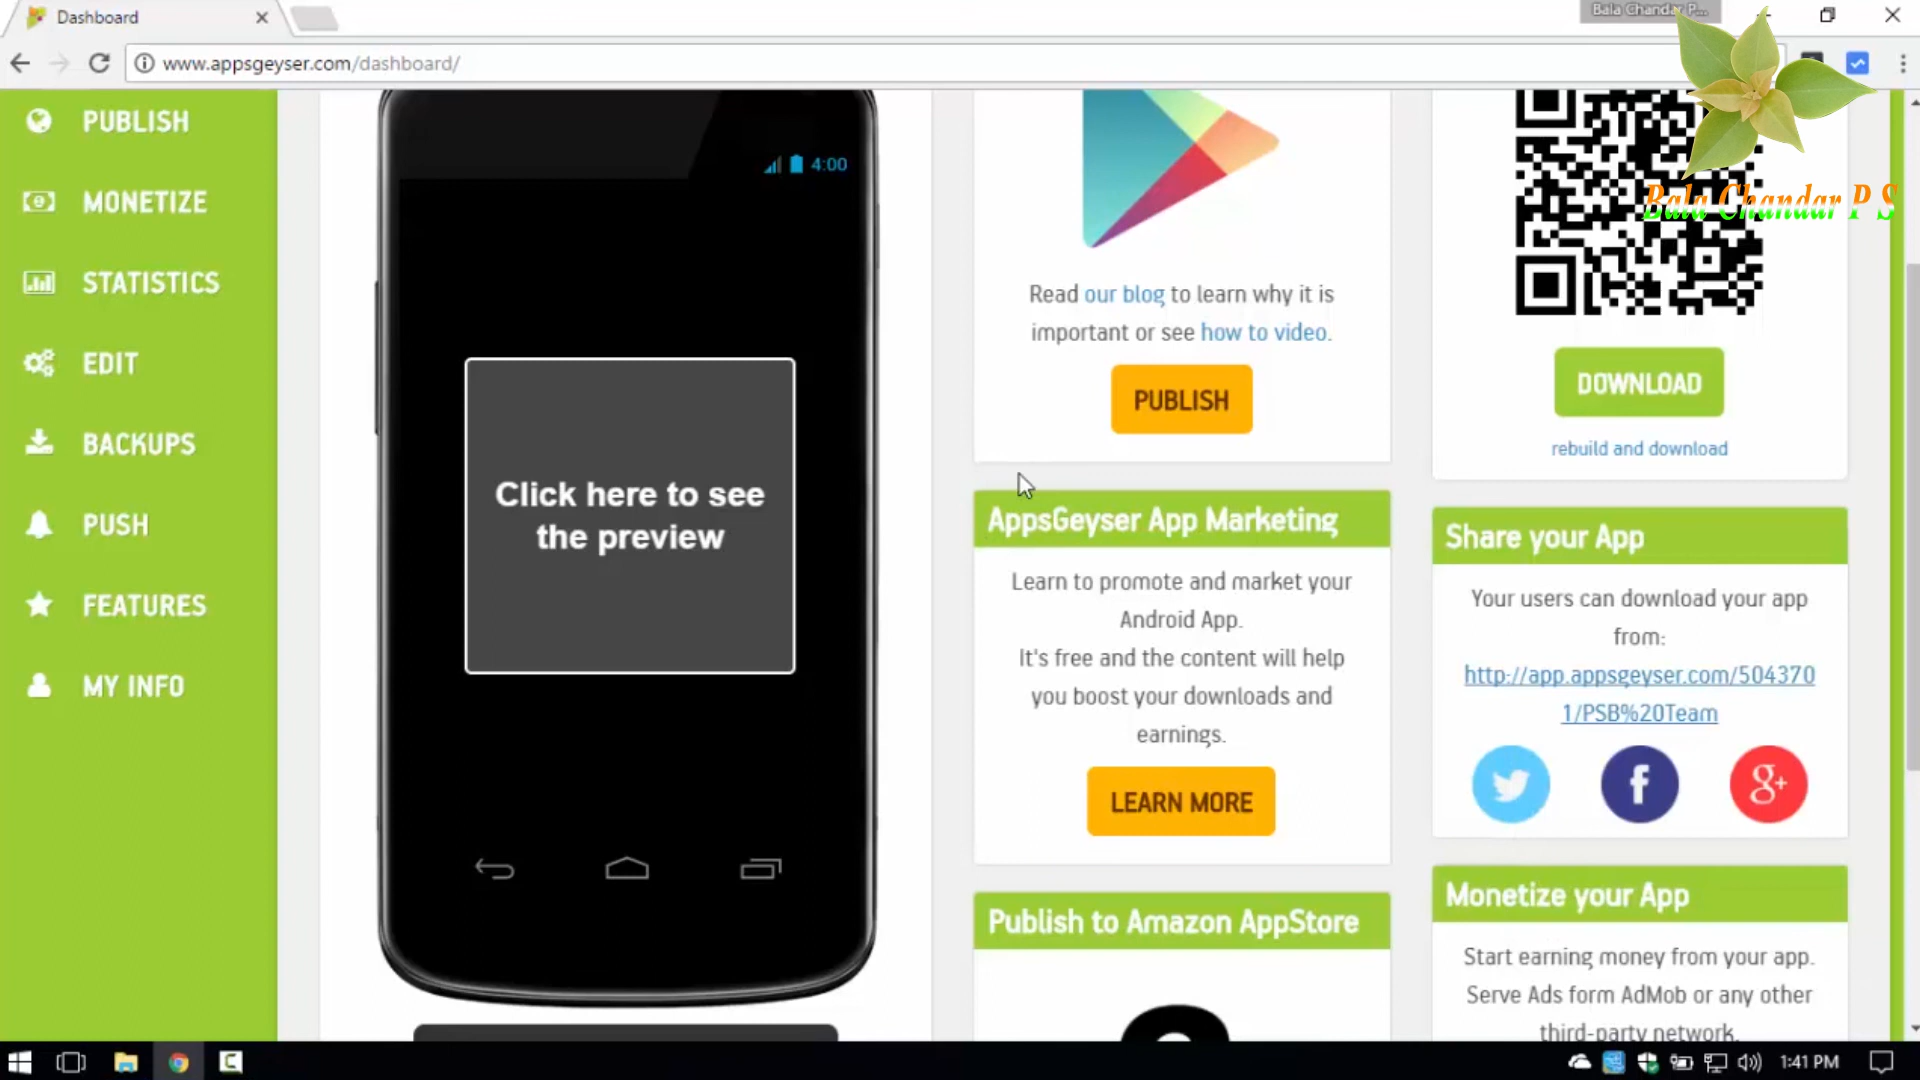 Dashboard
Bala Chandar P...
www.appsgeyser.com/dashboard/
PUBLISH
MONETIZE
STATISTICS
EDIT
BACKUPS
PUSH
FEATURES
MY INFO
4:00
Click here to see
the preview
Read our blog to learn why it is
important or see how to video.
PUBLISH
AppsGeyser App Marketing
Learn to promote and market your
Android App.
It's free and the content will help
you boost your downloads and
earnings.
LEARN MORE
Publish to Amazon AppStore
Bala Chandar P S
DOWNLOAD
rebuild and download
Share your App
Your users can download your app
from:
http://app.appsgeyser.com/504370
1/PSB%20Team
Monetize your App
Start earning money from your app.
Serve Ads form AdMob or any other
third-party network.
1:41 PM